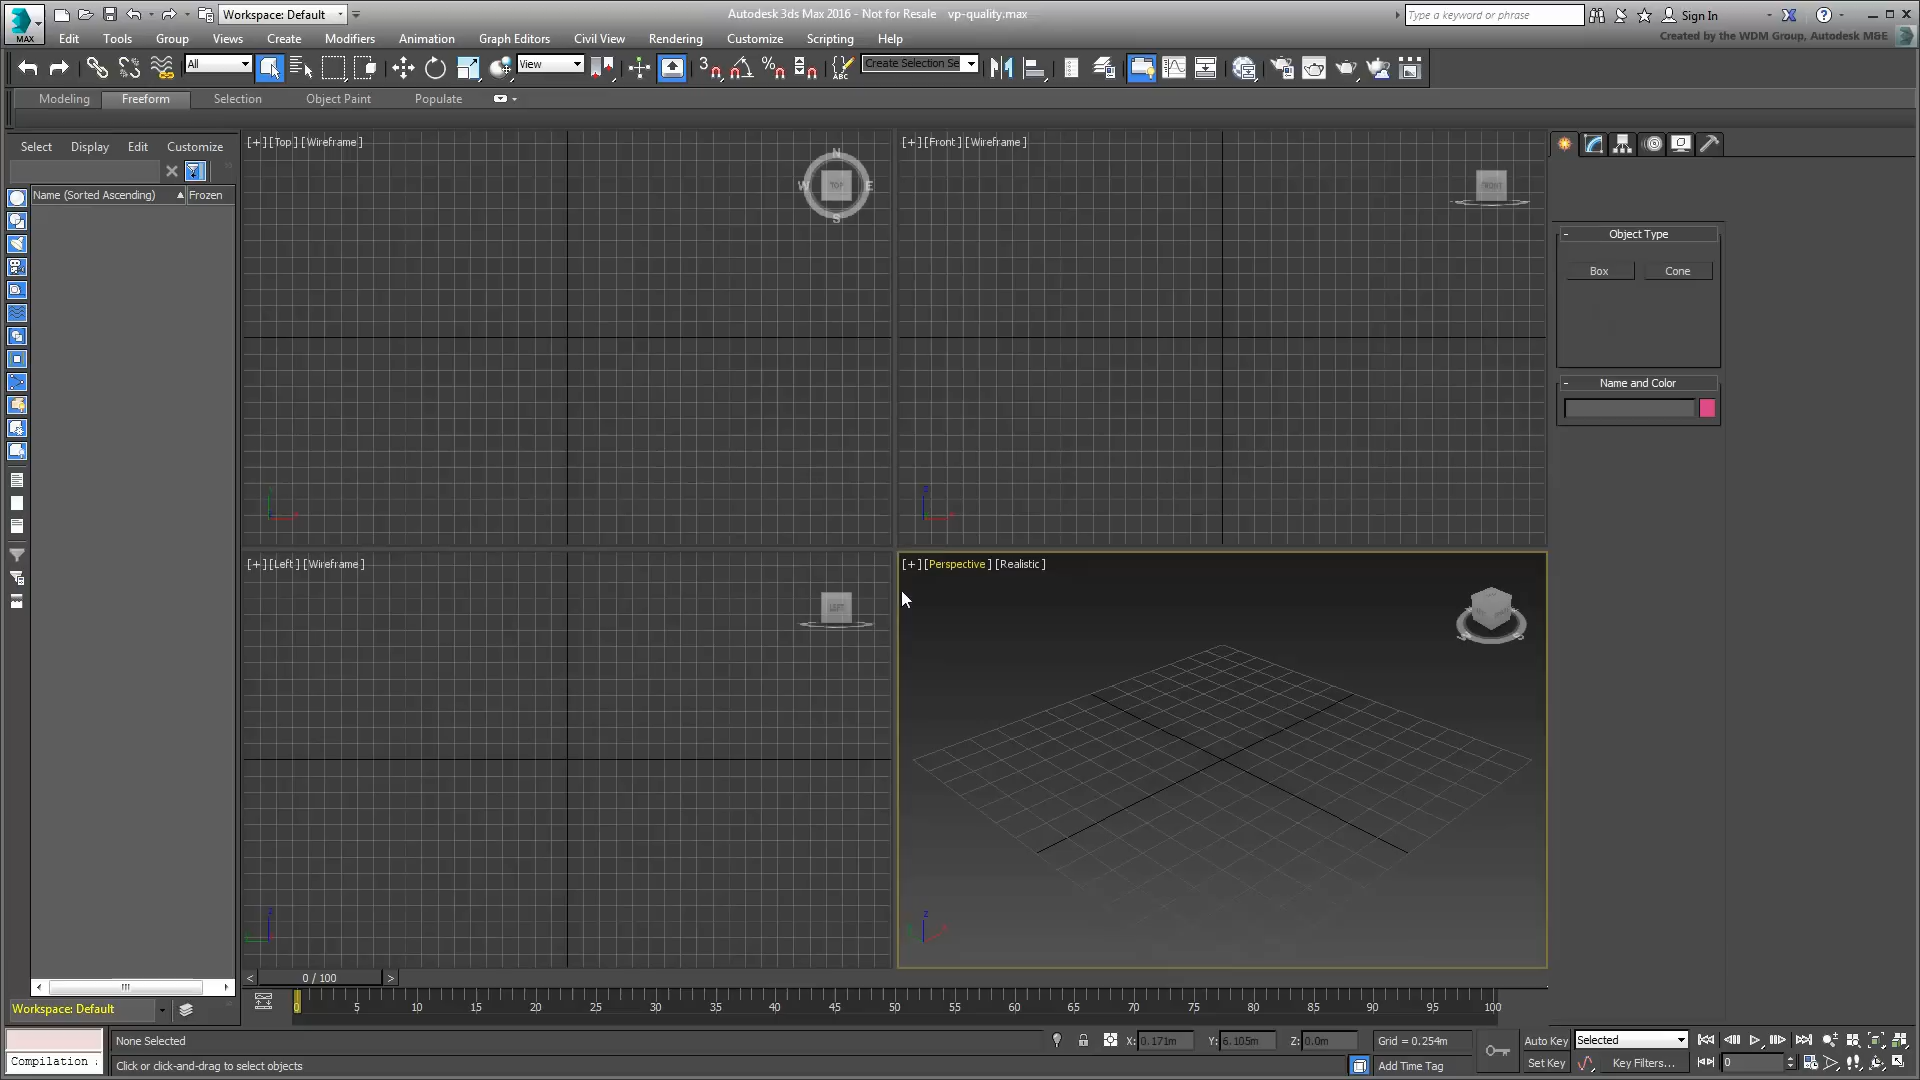 Workspace: Default
Autodesk 3ds Max 2016 - Not for Resale vp-quality.max
Type a keyword or phrase
Sign In
MAX
Edit Tools Group Views Create Modifiers Animation Graph Editors Civil View Rendering Customize Scripting Help
Created by the WDM Group, Autodesk M&E
All
View
3
%
ABC
Create Selection Se
Modeling Freeform Selection Object Paint Populate
Select Display Edit Customize
Name (Sorted Ascending) Frozen
[+] [Top] [Wireframe]
N
W TOP E
S
[+] [Front] [Wireframe]
FRONT
Object Type
Box Cone
Name and Color
[+] [Left] [Wireframe]
LEFT
[+] [Perspective] [Realistic]
z
z
z
< 0 / 100 >
0 5 10 15 20 25 30 35 40 45 50 55 60 65 70 75 80 85 90 95 100
Workspace: Default
None Selected
X: 0.171m Y: 6.105m Z: 0.0m Grid = 0.254m
Auto Key Selected
Compilation :
Click or click-and-drag to select objects
Add Time Tag
Set Key Key Filters... 0